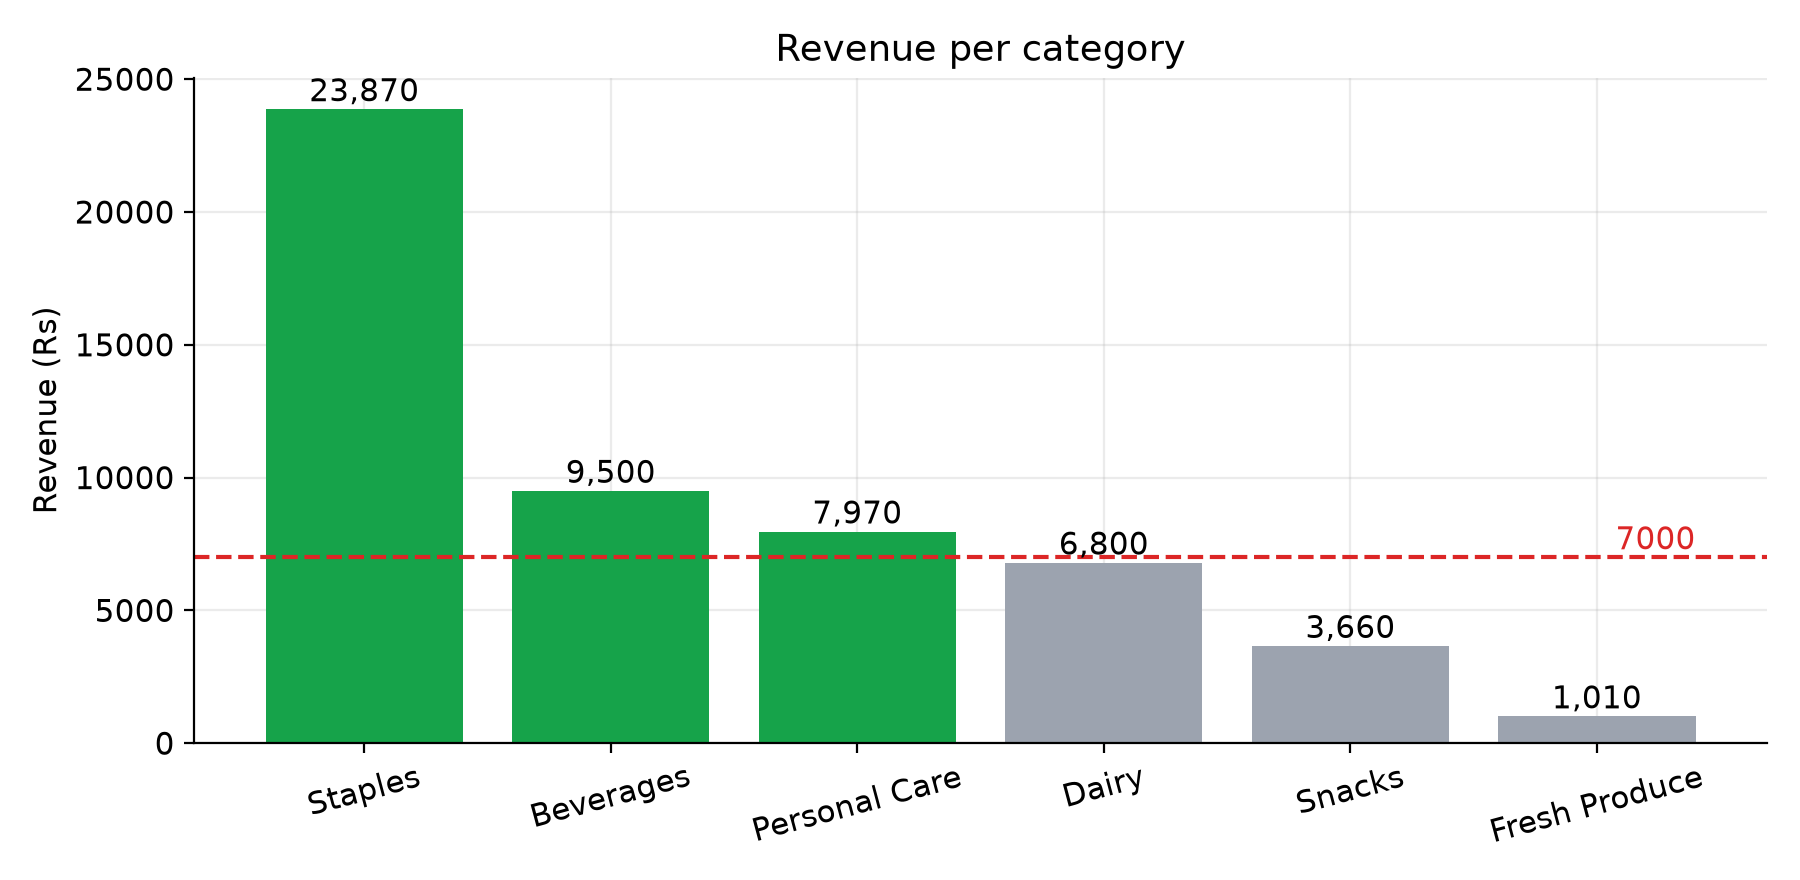 Revenue per category
Revenue (Rs)
25000
20000
15000
10000
5000
0
23,870
9,500
7,970
6,800
3,660
1,010
7000
Staples
Beverages
Personal Care
Dairy
Snacks
Fresh Produce